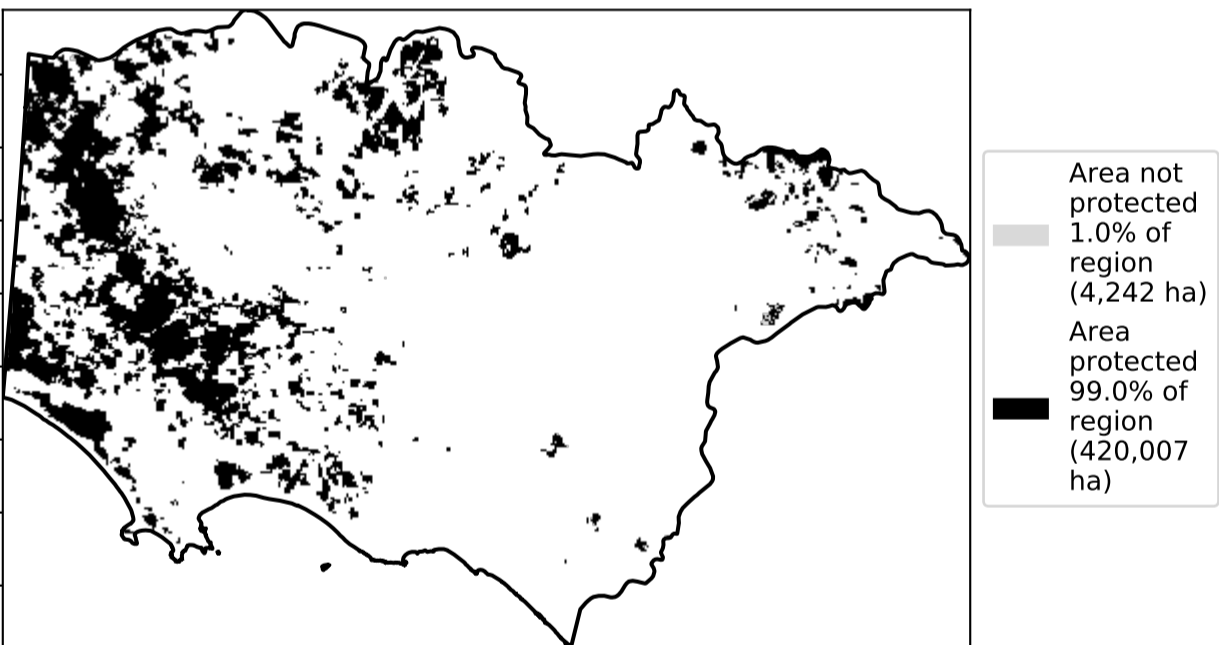 Area not
protected
1.0% of
region
(4,242 ha)
Area
protected
99.0% of
region
(420,007
ha)